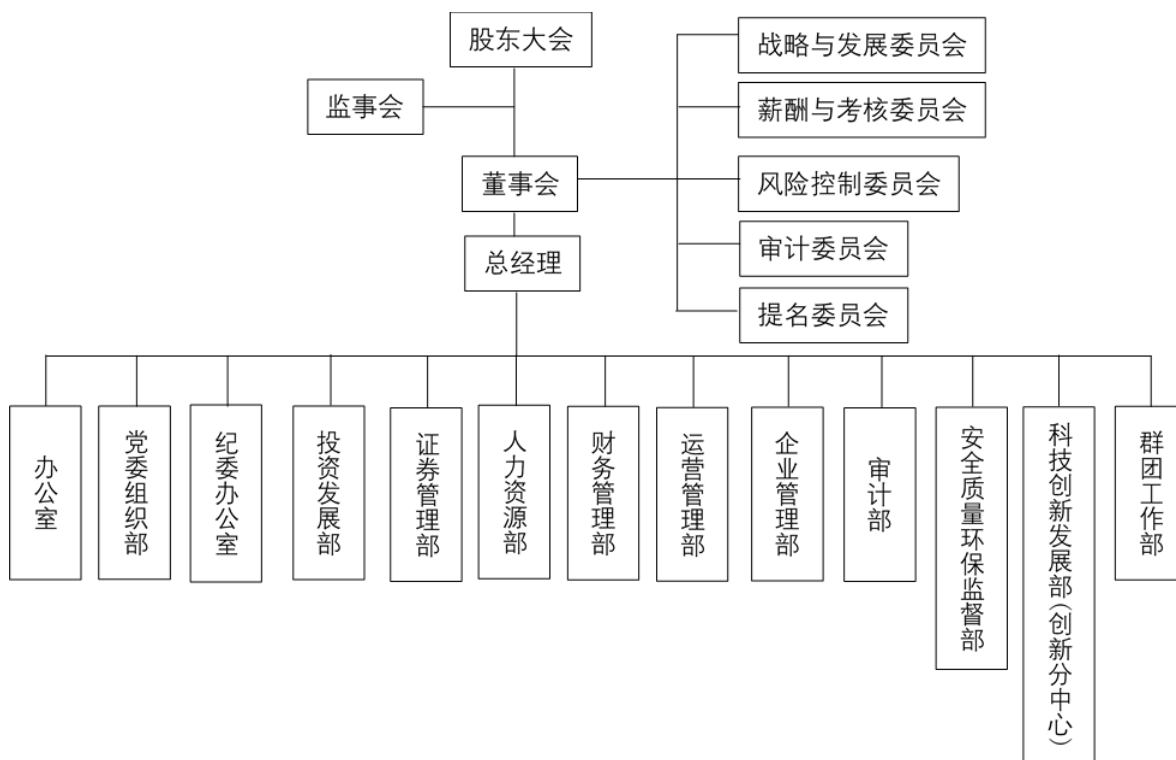 股东大会
战略与发展委员会
监事会
薪酬与考核委员会
董事会
风险控制委员会
总经理
审计委员会
提名委员会
办公室
党委组织部
纪委办公室
投资发展部
证券管理部
人力资源部
财务管理部
运营管理部
企业管理部
审计部
安全质量环保监督部
科技创新发展部(创新分中心)
群团工作部